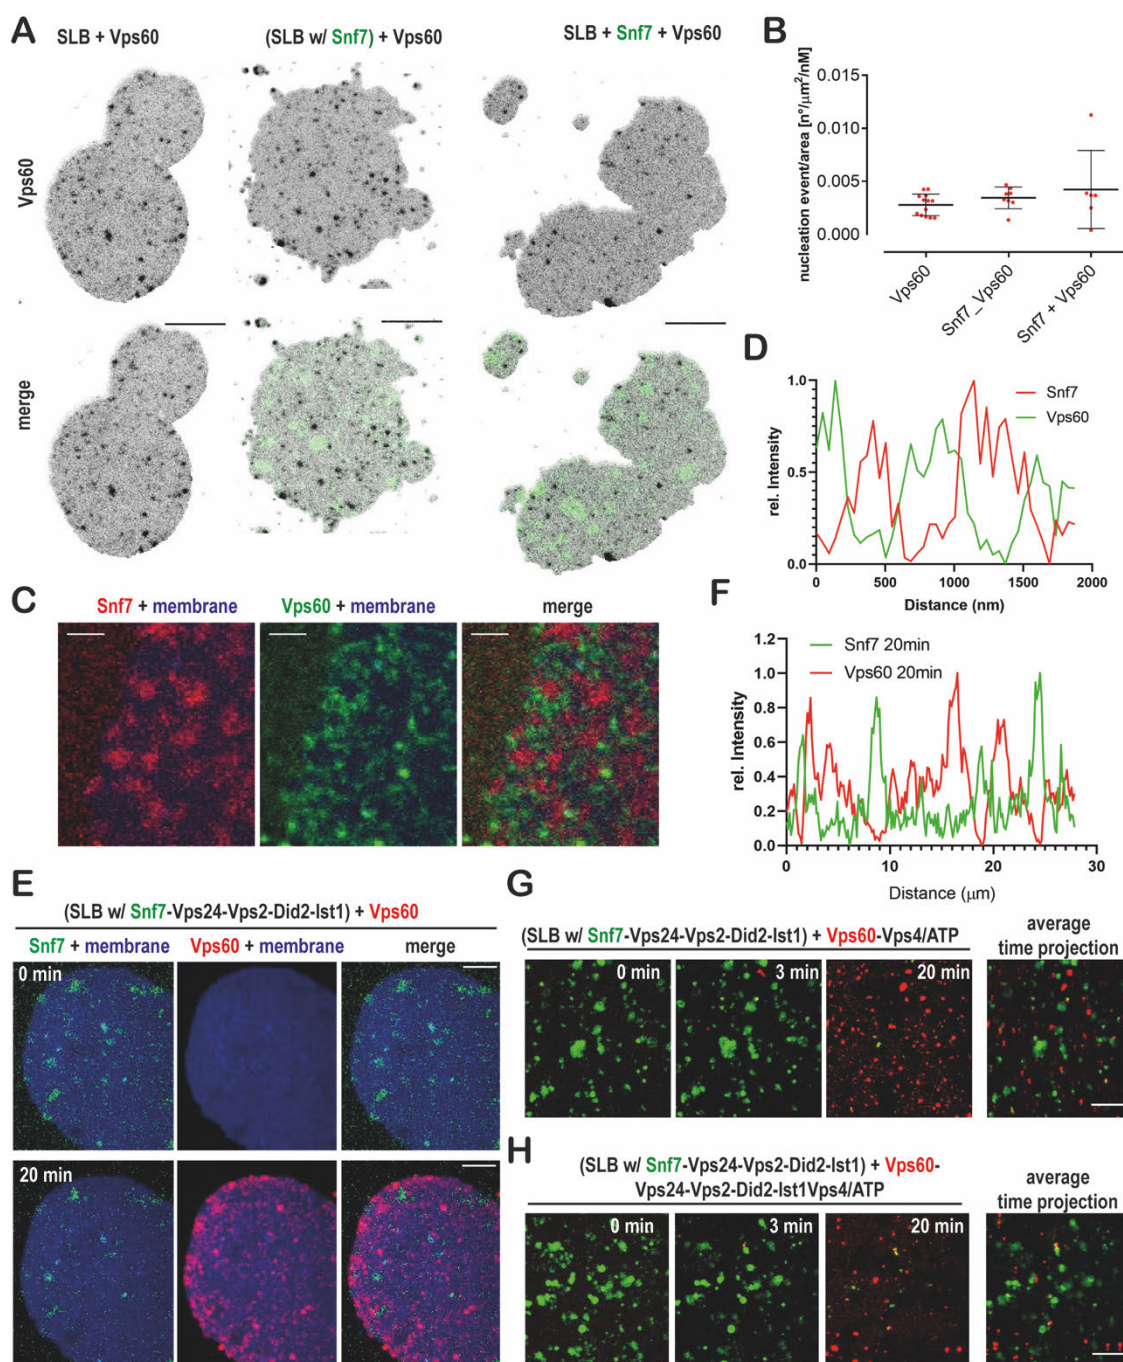 A
SLB + Vps60
(SLB w/ Snf7) + Vps60
SLB + Snf7 + Vps60
Vps60
merge
B
nucleation event/area [n°/μm²/nM]
0.015
0.010
0.005
0.000
Vps60
Snf7_Vps60
Snf7 + Vps60
C
Snf7 + membrane
Vps60 + membrane
merge
D
rel. Intensity
1.0
0.5
0.0
0
500
1000
1500
2000
Distance (nm)
Snf7
Vps60
E
(SLB w/ Snf7-Vps24-Vps2-Did2-Ist1) + Vps60
Snf7 + membrane
Vps60 + membrane
merge
0 min
20 min
F
rel. Intensity
1.2
1.0
0.8
0.6
0.4
0.2
0.0
0
10
20
30
Distance (μm)
Snf7 20min
Vps60 20min
G
(SLB w/ Snf7-Vps24-Vps2-Did2-Ist1) + Vps60-Vps4/ATP
average
time projection
0 min
3 min
20 min
H
(SLB w/ Snf7-Vps24-Vps2-Did2-Ist1) + Vps60-
Vps24-Vps2-Did2-Ist1Vps4/ATP
average
time projection
0 min
3 min
20 min